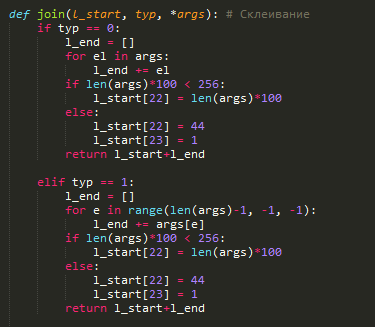 def join(l_start, typ, *args): # Склеивание
    if typ == 0:
        l_end = []
        for el in args:
            l_end += el
        if len(args)*100 < 256:
            l_start[22] = len(args)*100
        else:
            l_start[22] = 44
            l_start[23] = 1
        return l_start+l_end

    elif typ == 1:
        l_end = []
        for e in range(len(args)-1, -1, -1):
            l_end += args[e]
        if len(args)*100 < 256:
            l_start[22] = len(args)*100
        else:
            l_start[22] = 44
            l_start[23] = 1
        return l_start+l_end